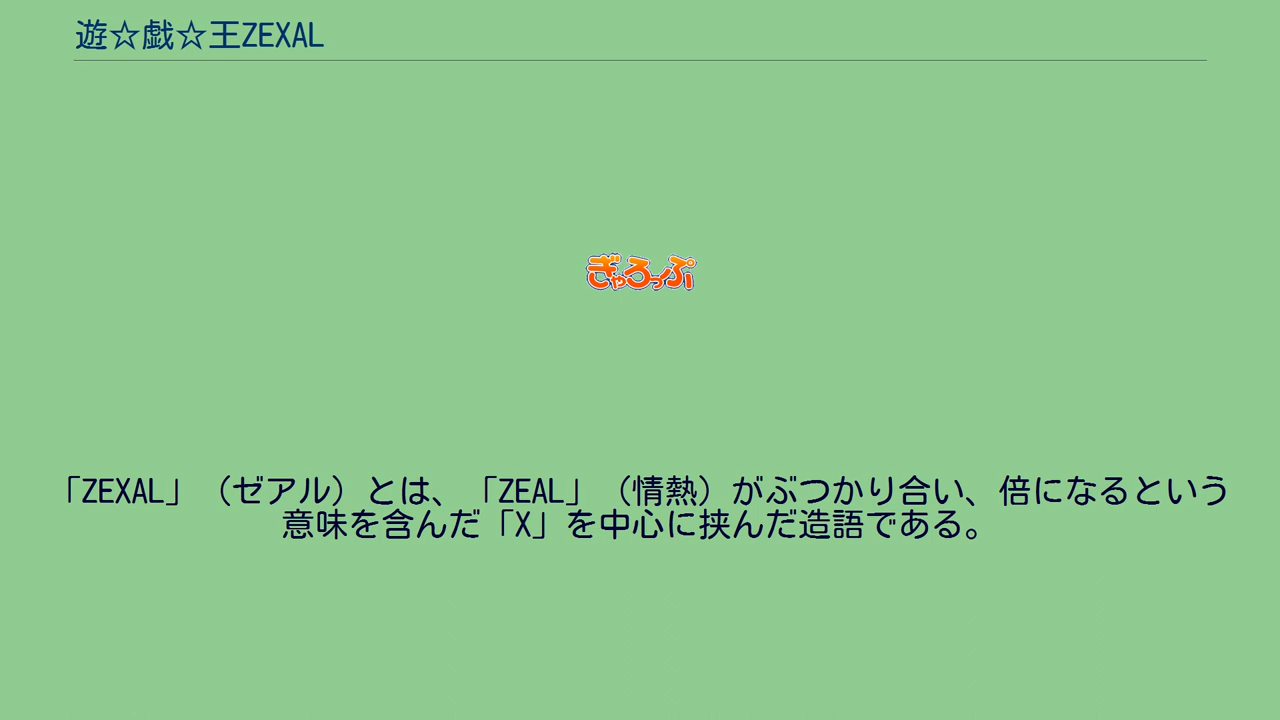 遊☆戯☆王ZEXAL
ぎゃろっぷ
「ZEXAL」（ゼアル）とは、「ZEAL」（情熱）がぶつかり合い、倍になるという
意味を含んだ「X」を中心に挟んだ造語である。